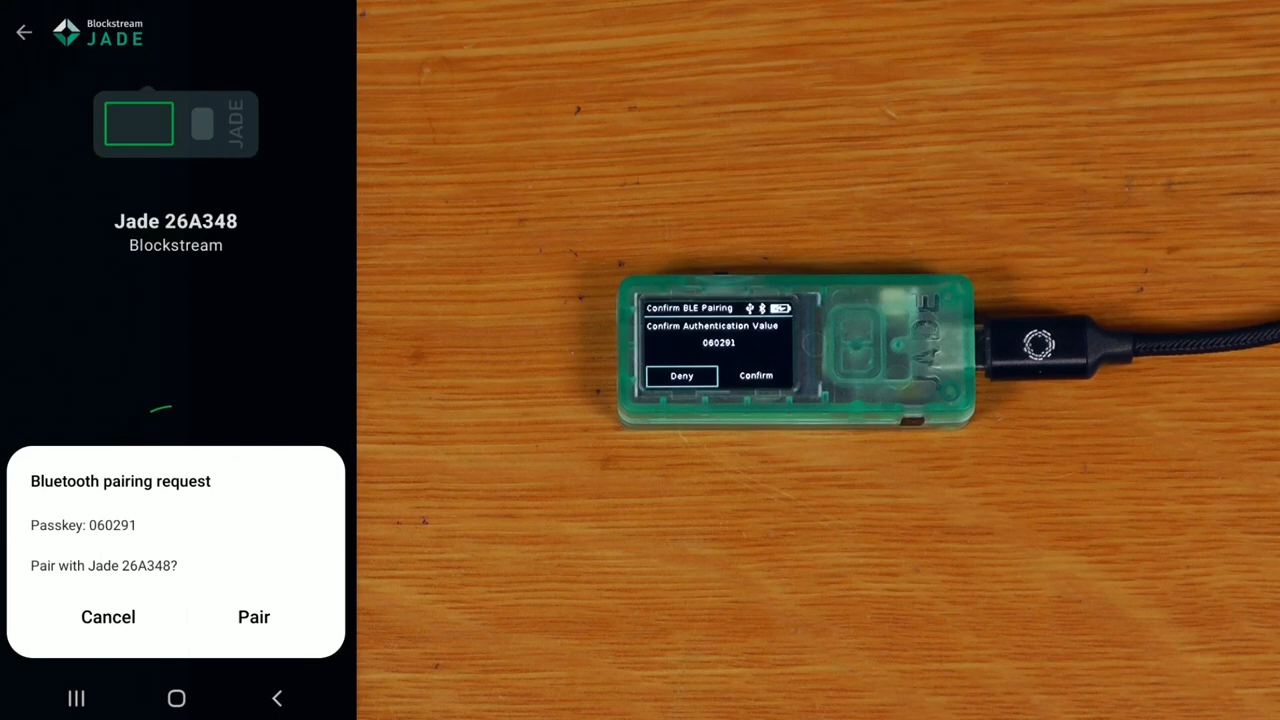 Blockstream
JADE
JADE
Jade 26A348
Blockstream
Bluetooth pairing request
Passkey: 060291
Pair with Jade 26A348?
Cancel
Pair
Confirm BLE Pairing
Confirm Authentication Value
060291
Deny
Confirm
JADE